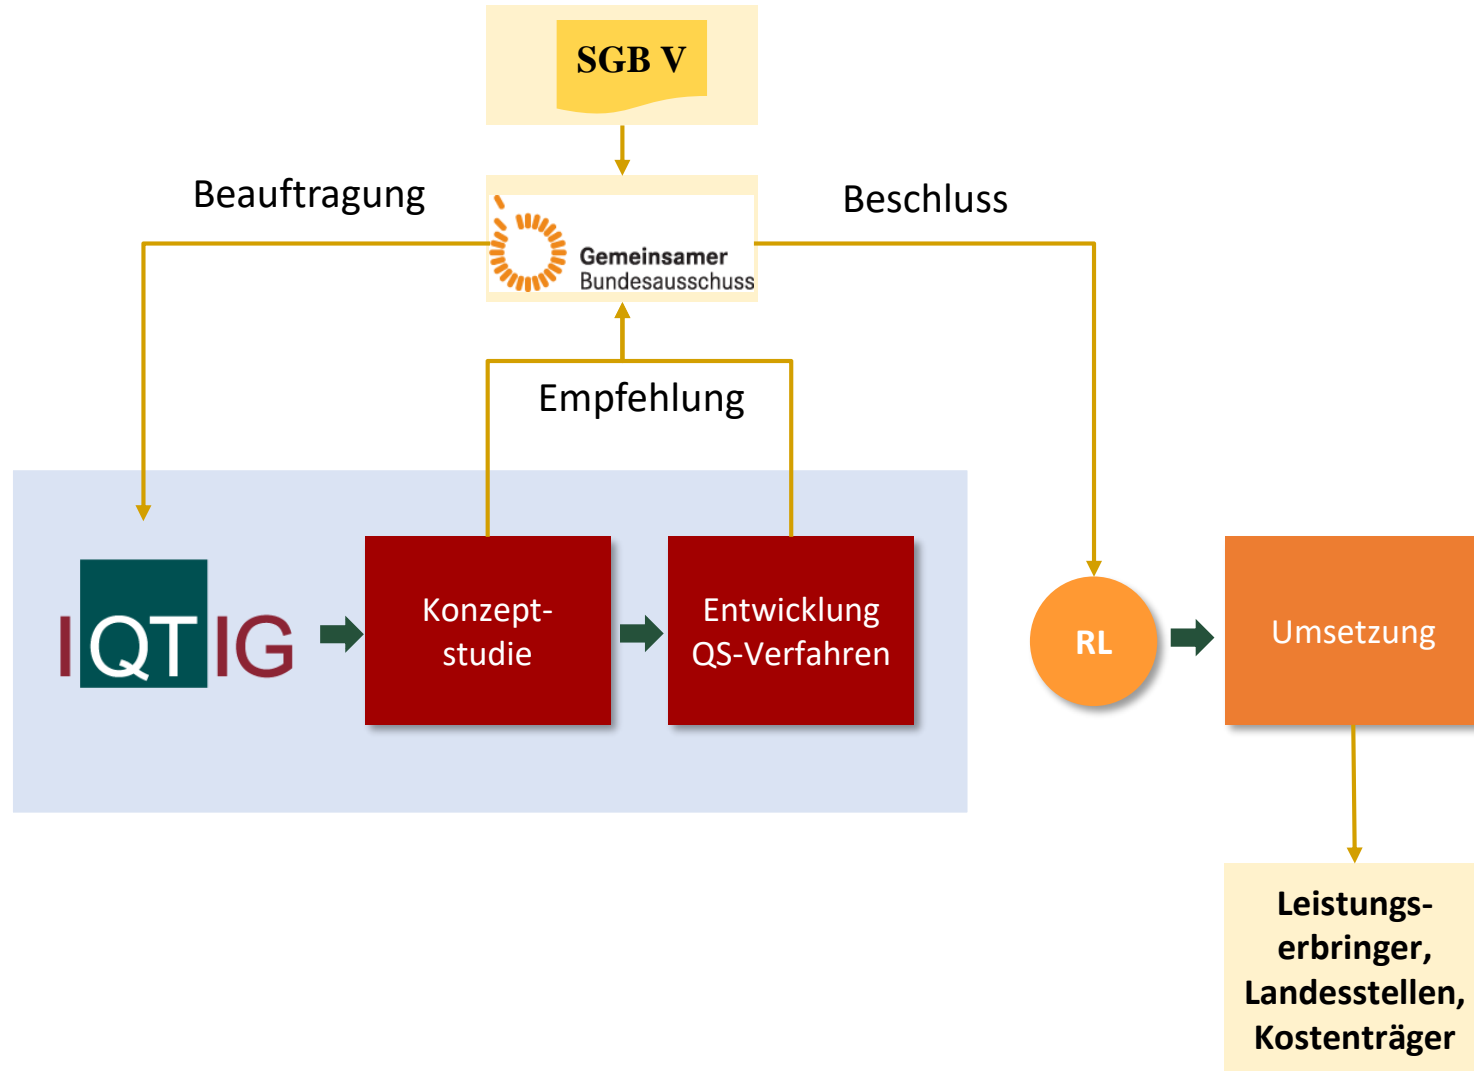 SGB V
Beauftragung
Beschluss
Gemeinsamer
Bundesausschuss
Empfehlung
IQTIG
Konzept-
studie
Entwicklung
QS-Verfahren
RL
Umsetzung
Leistungs-
erbringer,
Landesstellen,
Kostenträger